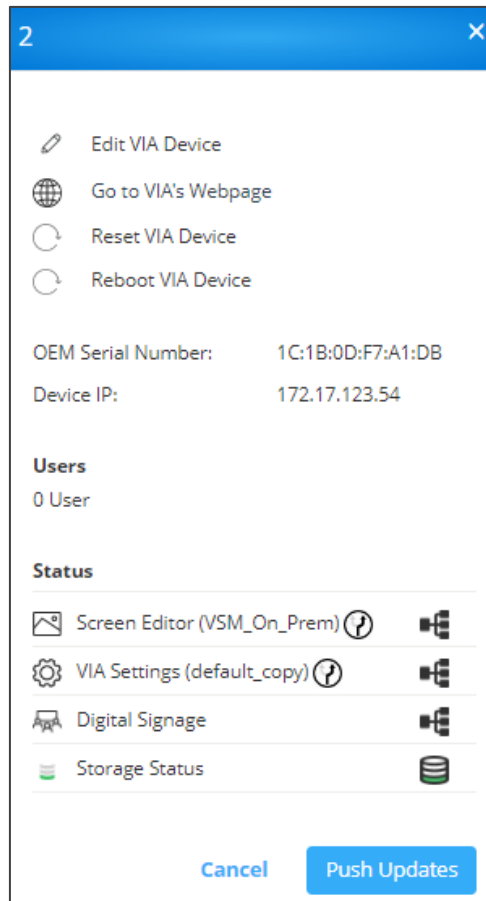 2
Edit VIA Device
Go to VIA's Webpage
Reset VIA Device
Reboot VIA Device
OEM Serial Number: 1C:1B:0D:F7:A1:DB
Device IP: 172.17.123.54
Users
0 User
Status
Screen Editor (VSM_On_Prem)
VIA Settings (default_copy)
Digital Signage
Storage Status
Cancel Push Updates